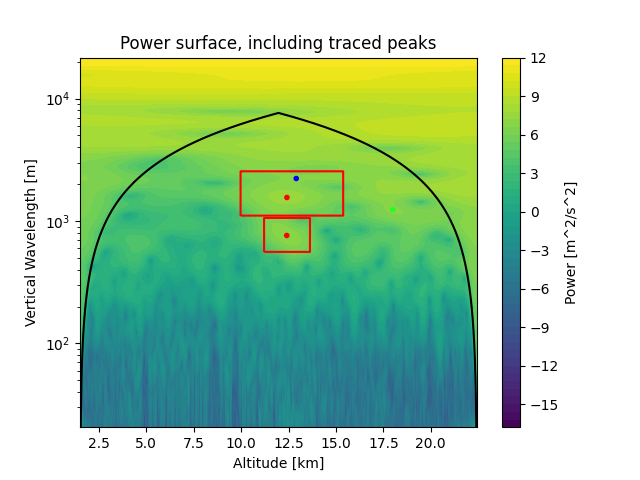 Power surface, including traced peaks
Vertical Wavelength [m]
10^4
10^3
10^2
2.5 5.0 7.5 10.0 12.5 15.0 17.5 20.0
Altitude [km]
12
9
6
3
0
−3
−6
−9
−12
−15
Power [m^2/s^2]